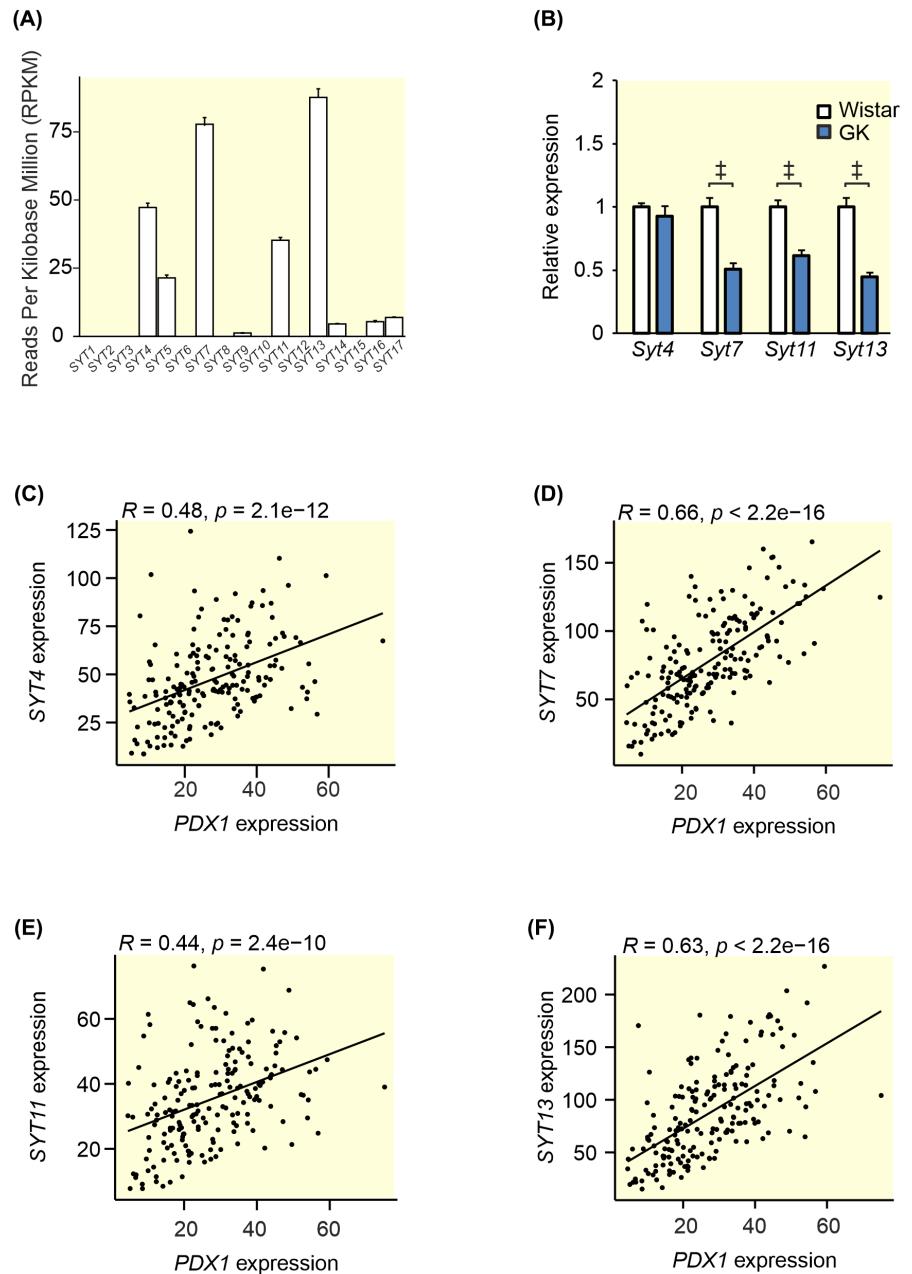 (A)
Reads Per Kilobase Million (RPKM)
75
50
25
0
SYT1 SYT2 SYT3 SYT4 SYT5 SYT6 SYT7 SYT8 SYT9 SYT10 SYT11 SYT12 SYT13 SYT14 SYT15 SYT16 SYT17
(B)
Relative expression
2
1.5
1
0.5
0
Wistar
GK
‡ ‡ ‡
Syt4 Syt7 Syt11 Syt13
(C)
R = 0.48, p = 2.1e−12
SYT4 expression
125
100
75
50
25
20 40 60
PDX1 expression
(D)
R = 0.66, p < 2.2e−16
SYT7 expression
150
100
50
20 40 60
PDX1 expression
(E)
R = 0.44, p = 2.4e−10
SYT11 expression
60
40
20
20 40 60
PDX1 expression
(F)
R = 0.63, p < 2.2e−16
SYT13 expression
200
150
100
50
20 40 60
PDX1 expression